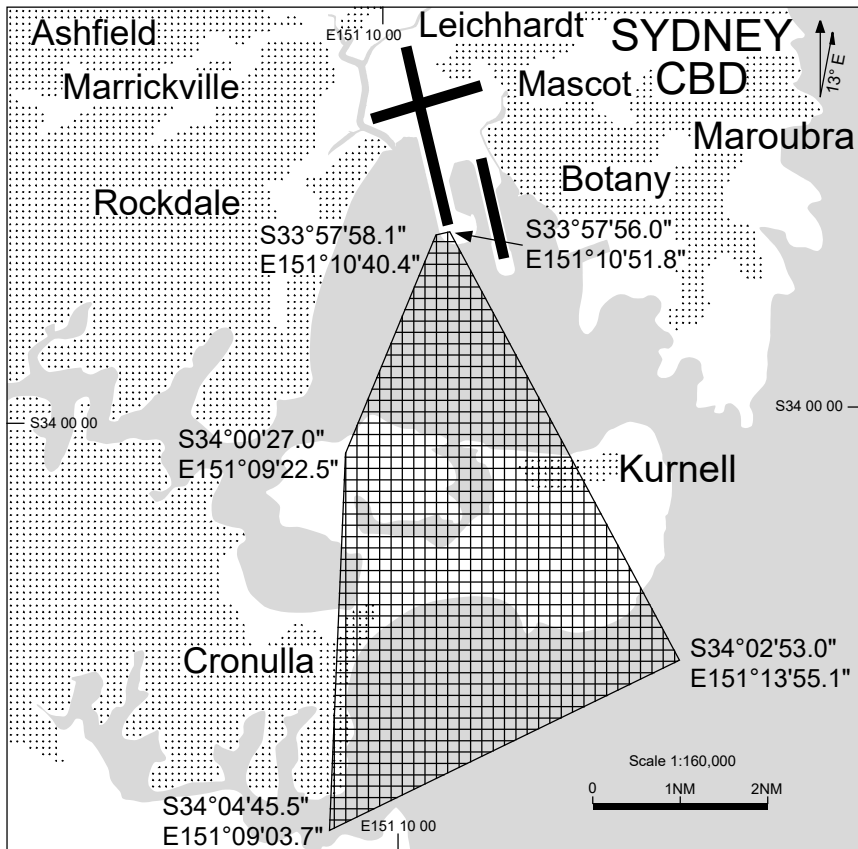 E151 10 00
Ashfield
Leichhardt
SYDNEY
CBD
13° E
Marrickville
Mascot
Maroubra
Botany
Rockdale
S33°57'58.1"
E151°10'40.4"
S33°57'56.0"
E151°10'51.8"
S34 00 00
S34 00 00
S34°00'27.0"
E151°09'22.5"
Kurnell
Cronulla
S34°02'53.0"
E151°13'55.1"
Scale 1:160,000
0 1NM 2NM
S34°04'45.5"
E151°09'03.7"
E151 10 00